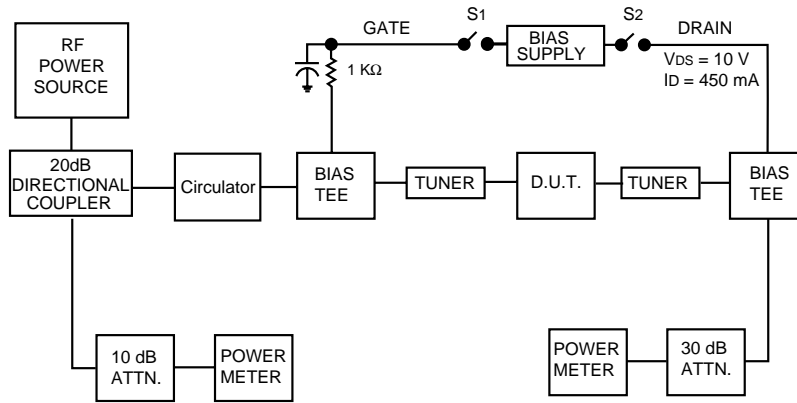 RF
POWER
SOURCE
GATE
S1
BIAS
SUPPLY
S2
DRAIN
VDS = 10 V
ID = 450 mA
1 KΩ
20dB
DIRECTIONAL
COUPLER
Circulator
BIAS
TEE
TUNER
D.U.T.
TUNER
BIAS
TEE
10 dB
ATTN.
POWER
METER
POWER
METER
30 dB
ATTN.